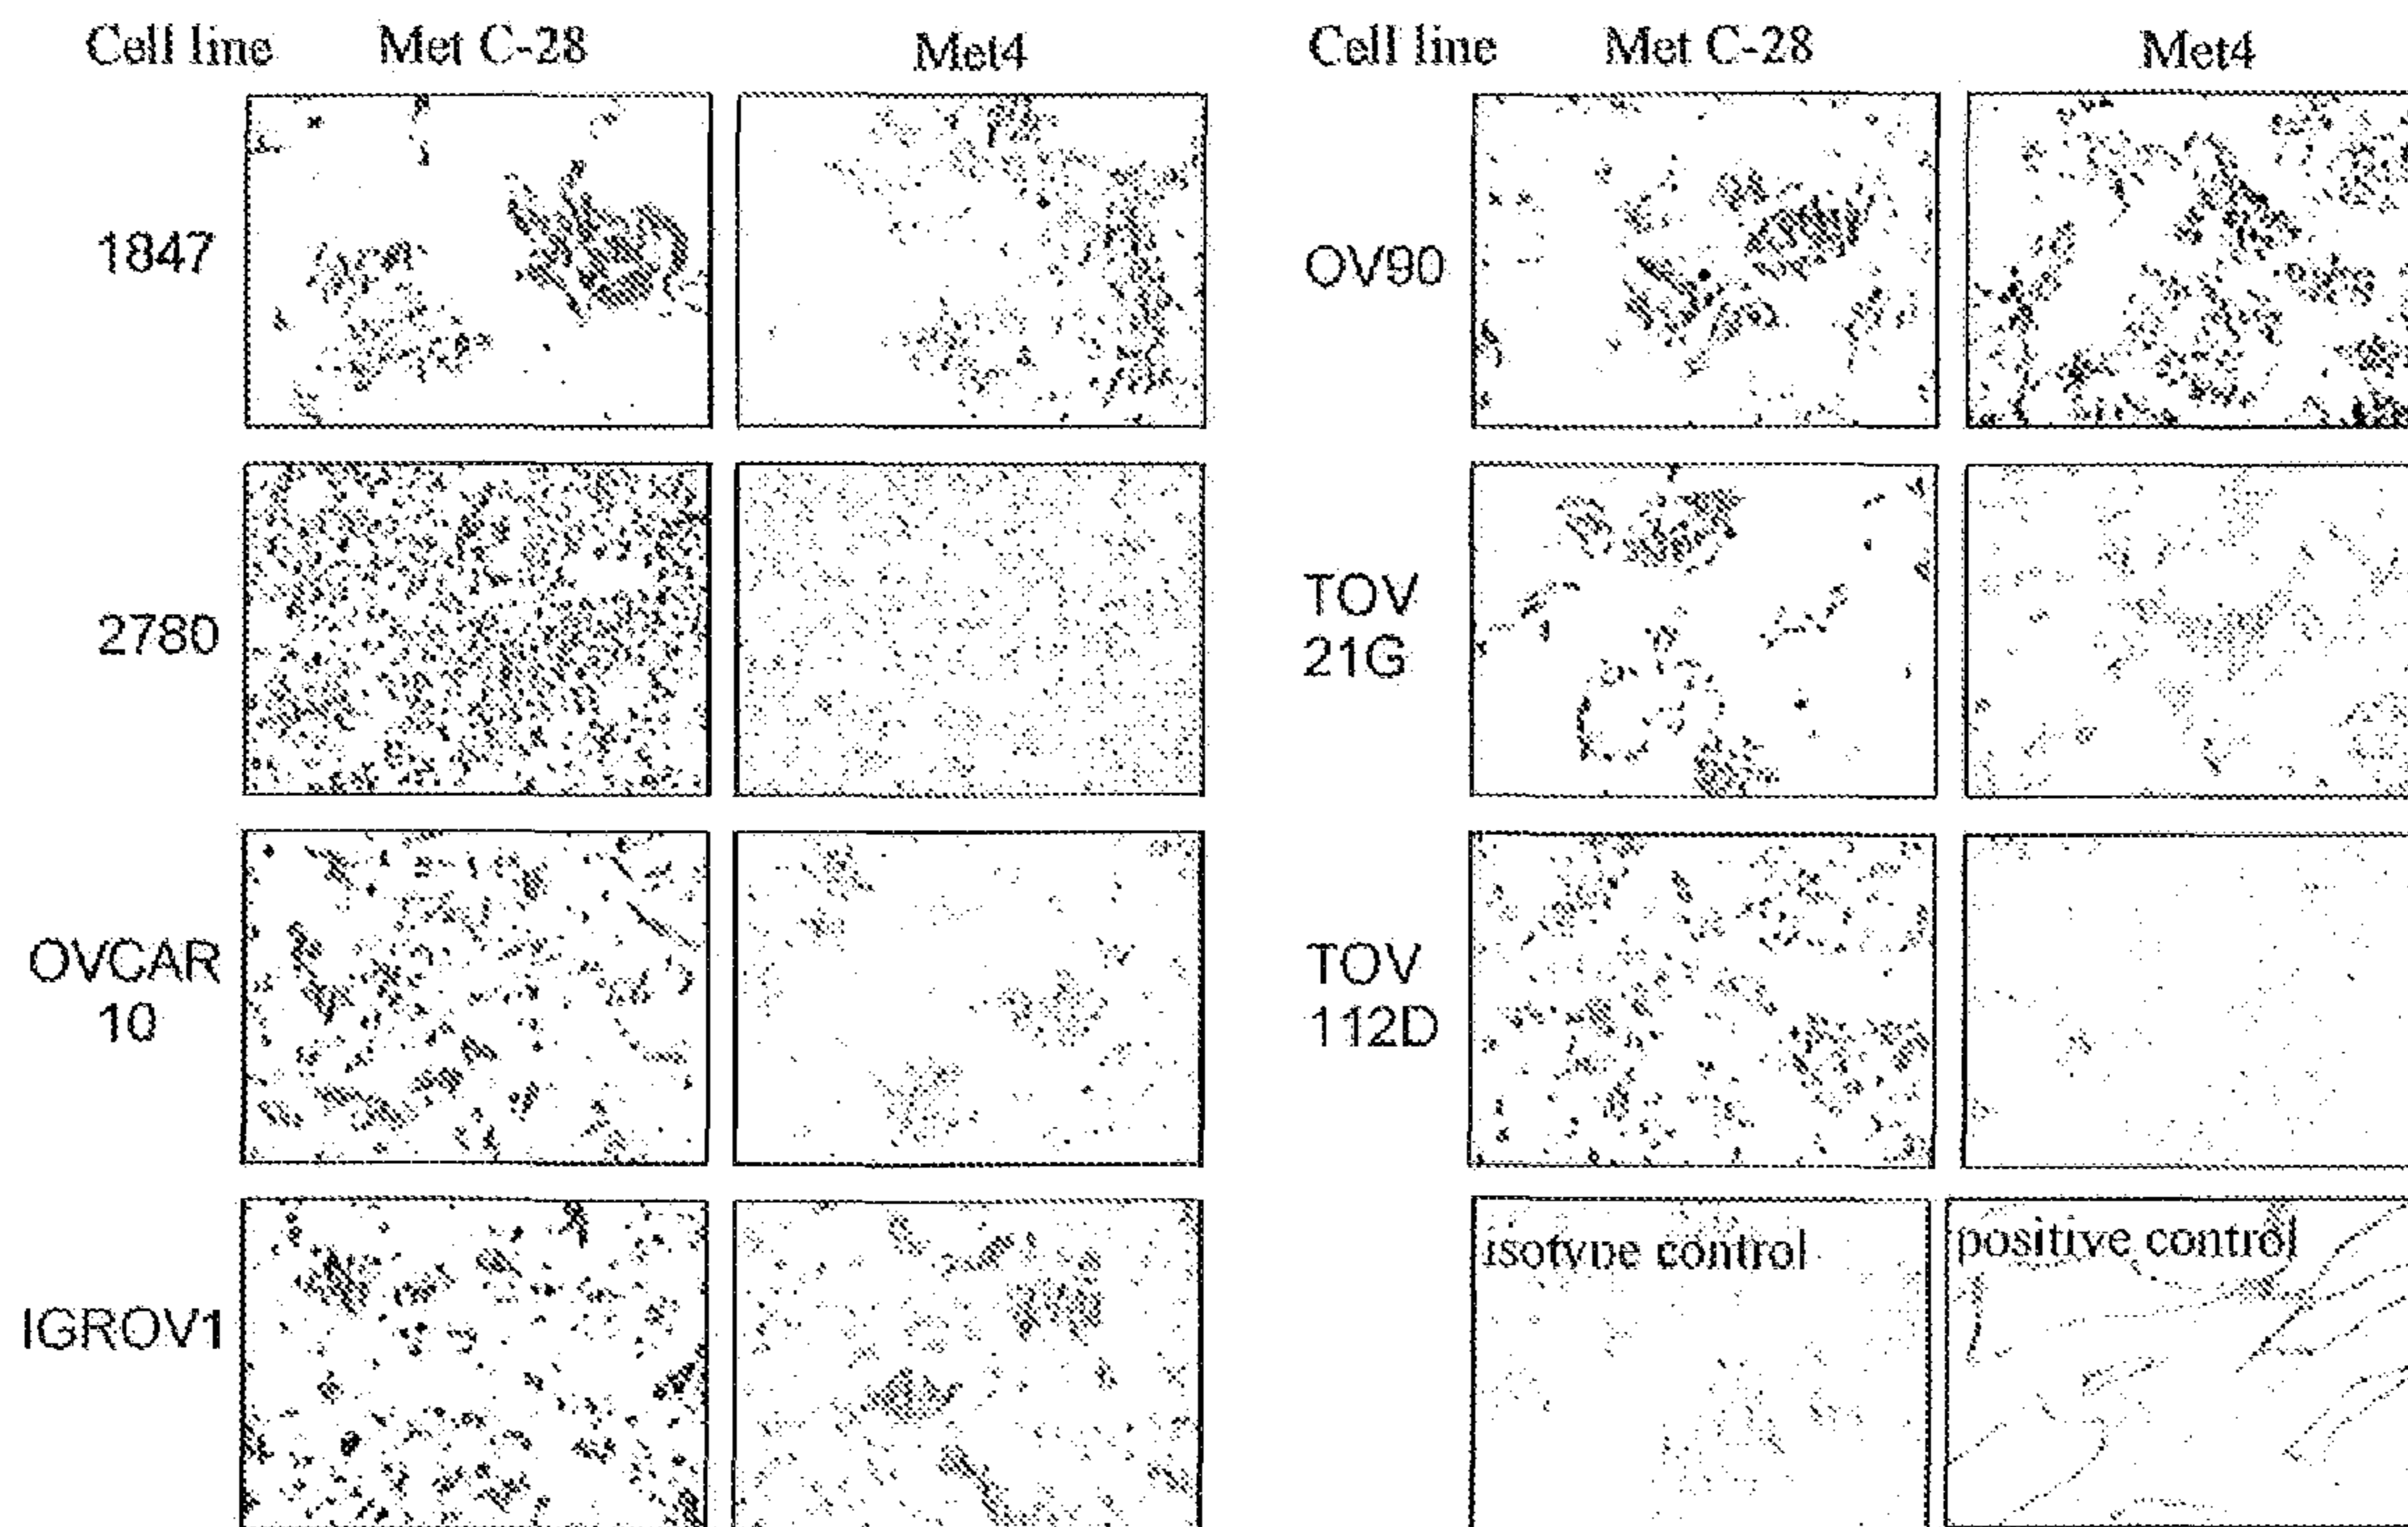 Cell line Met C-28 Met4 Cell line Met C-28 Met4
1847
OV90
2780
TOV
21G
OVCAR
10
TOV
112D
IGROV1
isotype control
positive control